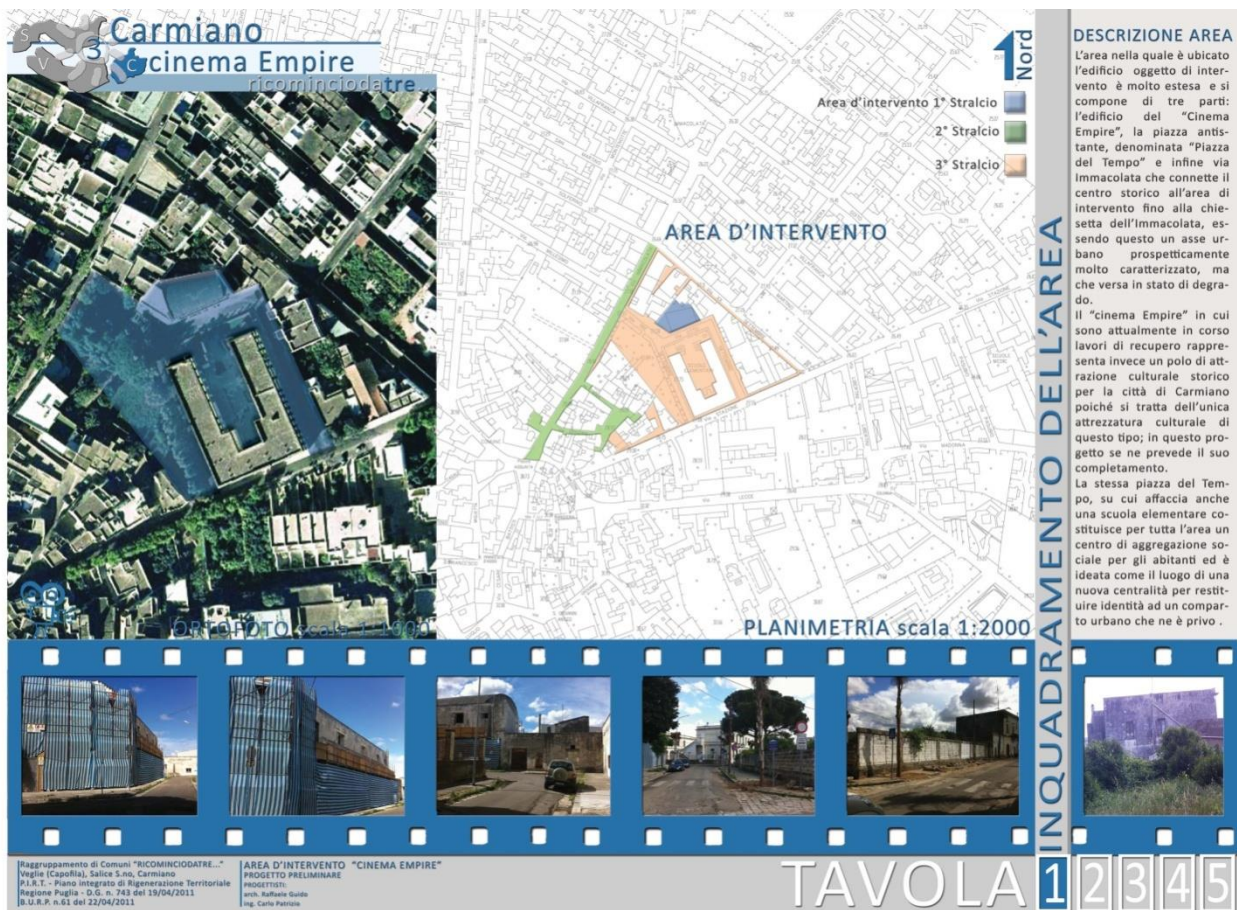 S
3
V
C
Carmiano
cinema Empire
ricominciodatre...
1
Nord
Area d'intervento 1° Stralcio
2° Stralcio
3° Stralcio
AREA D'INTERVENTO
ORTOFOTO scala 1:1000
PLANIMETRIA scala 1:2000
INQUADRAMENTO DELL'AREA
DESCRIZIONE AREA
L'area nella quale è ubicato
l'edificio oggetto di inter-
vento è molto estesa e si
compone di tre parti:
l'edificio del "Cinema
Empire", la piazza antis-
tante, denominata "Piazza
del Tempo" e infine via
Immacolata che connette il
centro storico all'area di
intervento fino alla chie-
setta dell'Immacolata, es-
sendo questo un asse ur-
bano prospetticamente
molto caratterizzato, ma
che versa in stato di degra-
do.
Il "cinema Empire" in cui
sono attualmente in corso
lavori di recupero rappre-
senta invece un polo di att-
razione culturale storico
per la città di Carmiano
poiché si tratta dell'unica
attrezzatura culturale di
questo tipo; in questo pro-
getto se ne prevede il suo
completamento.
La stessa piazza del Tem-
po, su cui affaccia anche
una scuola elementare co-
stituisce per tutta l'area un
centro di aggregazione so-
ciale per gli abitanti ed è
ideata come il luogo di una
nuova centralità per restit-
uire identità ad un compar-
to urbano che ne è privo .
Raggruppamento di Comuni "RICOMINCIODATRE..."
Veglie (Capofila), Salice S.no, Carmiano
P.I.R.T. - Piano integrato di Rigenerazione Territoriale
Regione Puglia - D.G. n. 743 del 19/04/2011
B.U.R.P. n.61 del 22/04/2011
AREA D'INTERVENTO "CINEMA EMPIRE"
PROGETTO PRELIMINARE
PROGETTISTI:
arch. Raffaele Guido
ing. Carlo Patrizio
TAVOLA 1 2 3 4 5